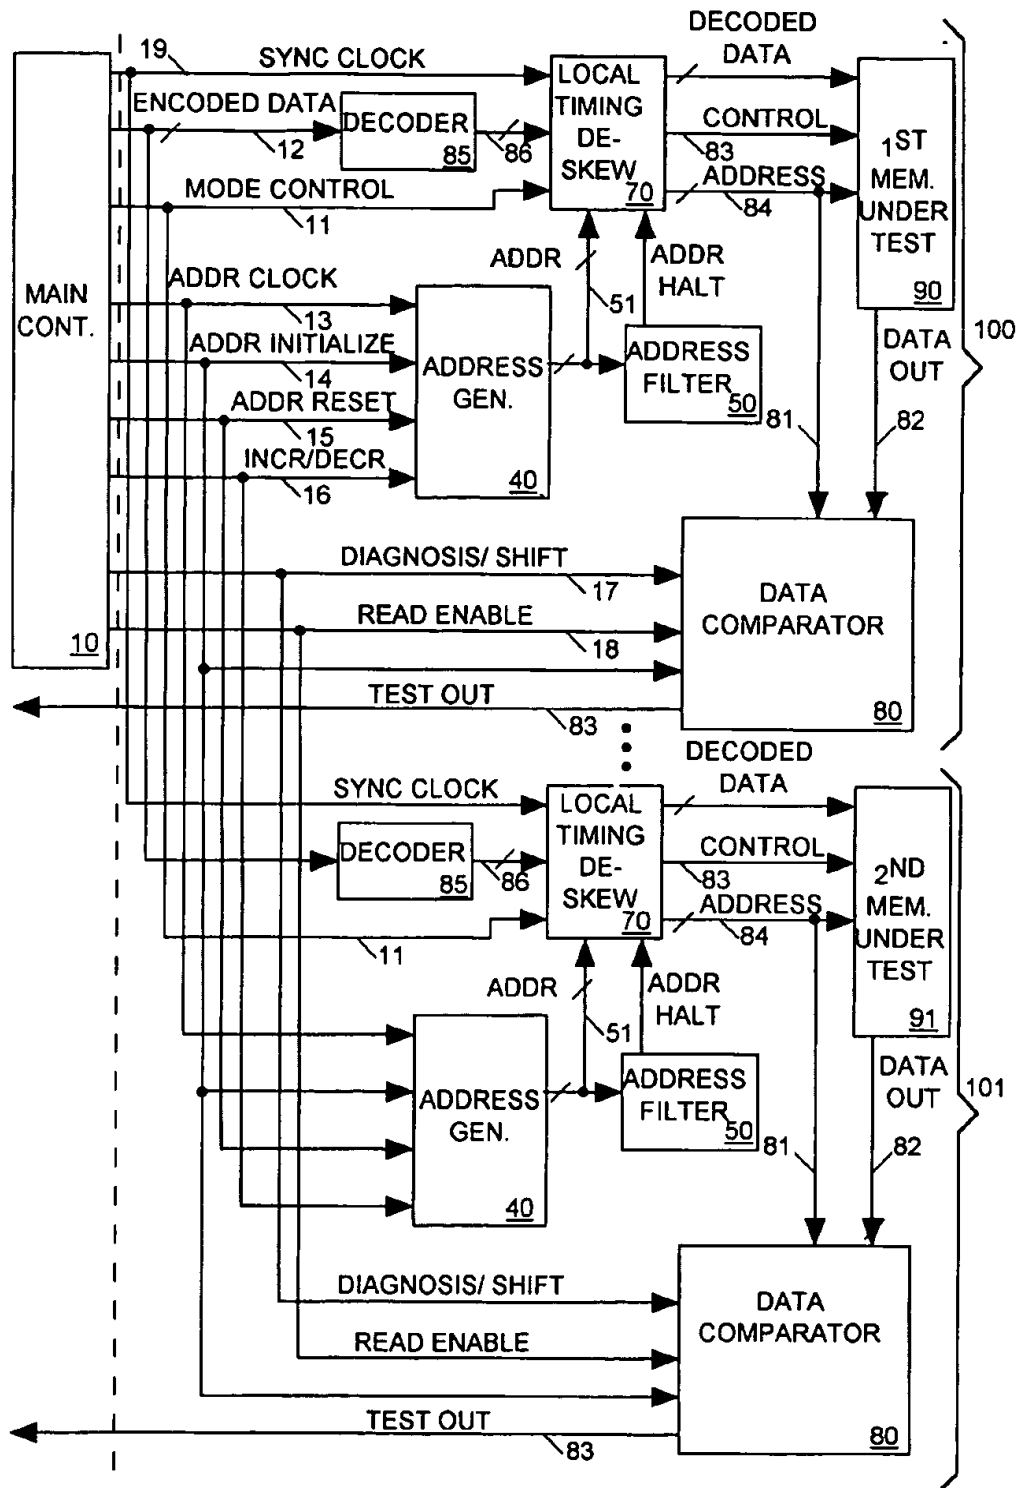 DECODED
DATA
19
SYNC CLOCK
LOCAL
TIMING
DE-
SKEW
70
ENCODED DATA
12
DECODER
85
86
CONTROL
83
ADDRESS
84
1ST
MEM.
UNDER
TEST
90
MODE CONTROL
11
ADDR
51
ADDR
HALT
MAIN
CONT.
10
ADDR CLOCK
13
ADDR INITIALIZE
14
ADDR RESET
15
INCR/DECR
16
ADDRESS
GEN.
40
ADDRESS
FILTER
50
DATA
OUT
100
81
82
DIAGNOSIS/ SHIFT
17
READ ENABLE
18
DATA
COMPARATOR
80
TEST OUT
83
DECODED
DATA
SYNC CLOCK
LOCAL
TIMING
DE-
SKEW
70
DECODER
85
86
CONTROL
83
ADDRESS
84
2ND
MEM.
UNDER
TEST
91
11
ADDR
51
ADDR
HALT
ADDRESS
GEN.
40
ADDRESS
FILTER
50
DATA
OUT
101
81
82
DIAGNOSIS/ SHIFT
READ ENABLE
DATA
COMPARATOR
80
TEST OUT
83